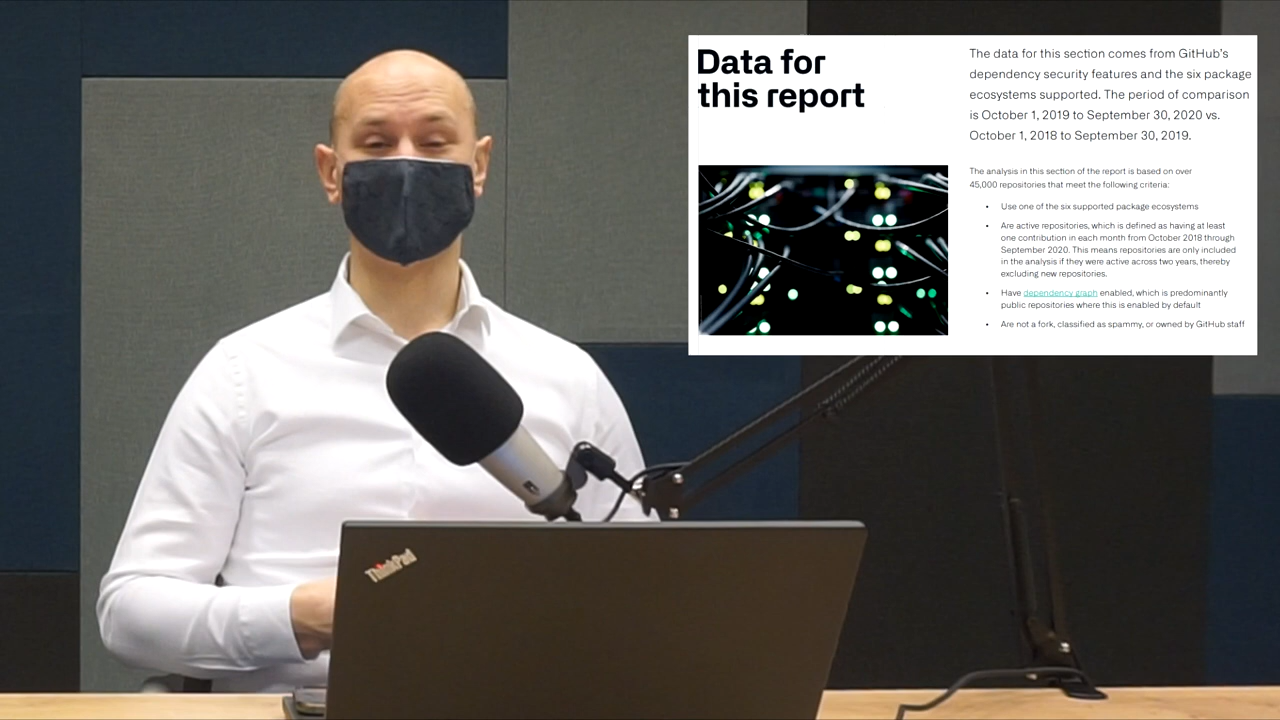 Data for
this report
The data for this section comes from GitHub's
dependency security features and the six package
ecosystems supported. The period of comparison
is October 1, 2019 to September 30, 2020 vs.
October 1, 2018 to September 30, 2019.
The analysis in this section of the report is based on over
45,000 repositories that meet the following criteria:
• Use one of the six supported package ecosystems
• Are active repositories, which is defined as having at least
one contribution in each month from October 2018 through
September 2020. This means repositories are only included
in the analysis if they were active across two years, thereby
excluding new repositories.
• Have dependency graph enabled, which is predominantly
public repositories where this is enabled by default
• Are not a fork, classified as spammy, or owned by GitHub staff
ThinkPad